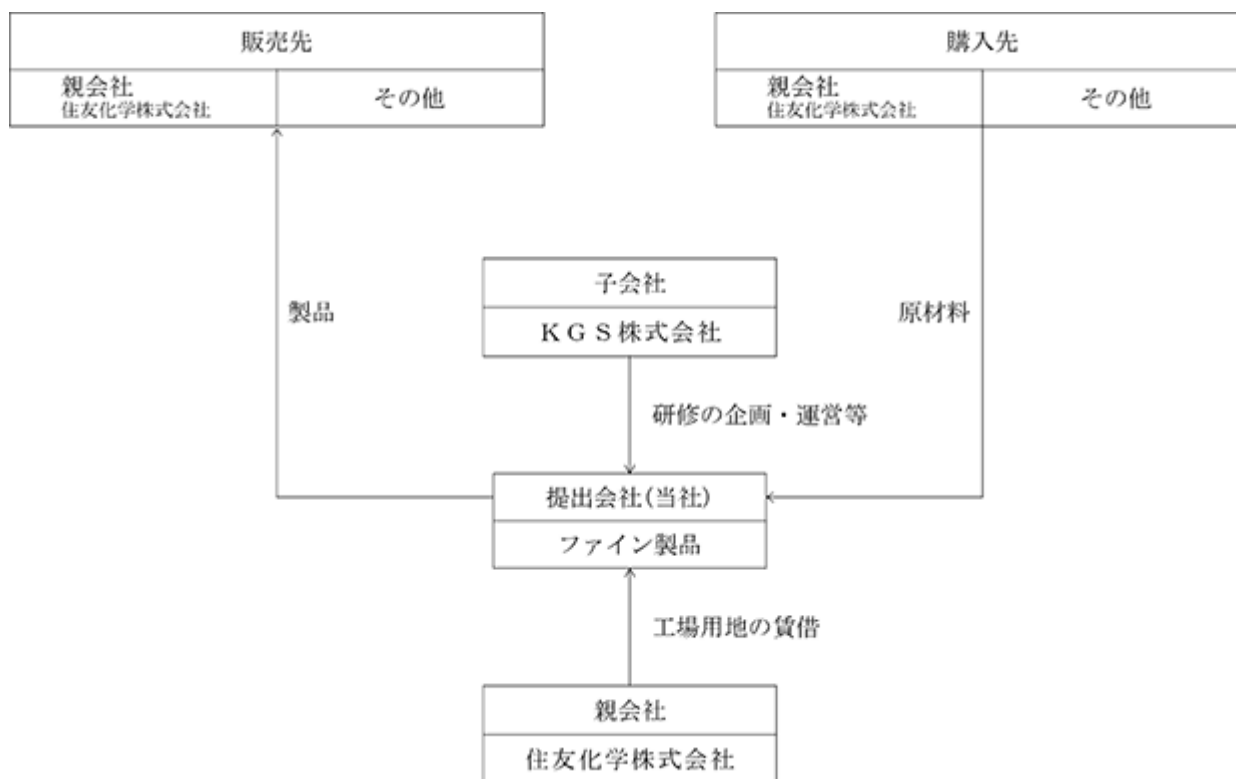 販売先
親会社
住友化学株式会社
その他
購入先
親会社
住友化学株式会社
その他
子会社
ＫＧＳ株式会社
製品
原材料
研修の企画・運営等
提出会社(当社)
ファイン製品
工場用地の賃借
親会社
住友化学株式会社